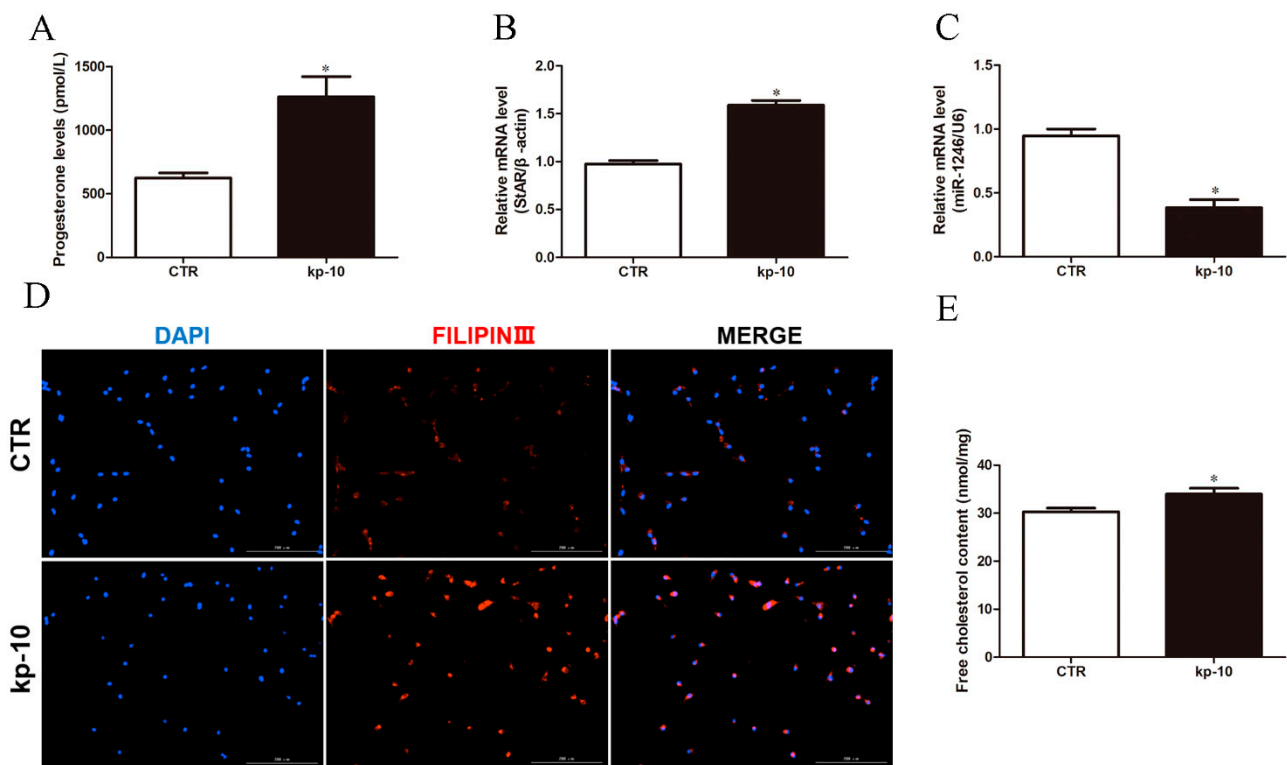 A
Progesterone levels (pmol/L)
1500
1000
500
0
*
CTR
kp-10
B
Relative mRNA level
(StAR/β -actin)
2.0
1.5
1.0
0.5
0.0
*
CTR
kp-10
C
Relative mRNA level
(miR-1246/U6)
1.5
1.0
0.5
0.0
*
CTR
kp-10
D
DAPI
FILIPINⅢ
MERGE
CTR
kp-10
E
Free cholesterol content (nmol/mg)
40
30
20
10
0
*
CTR
kp-10